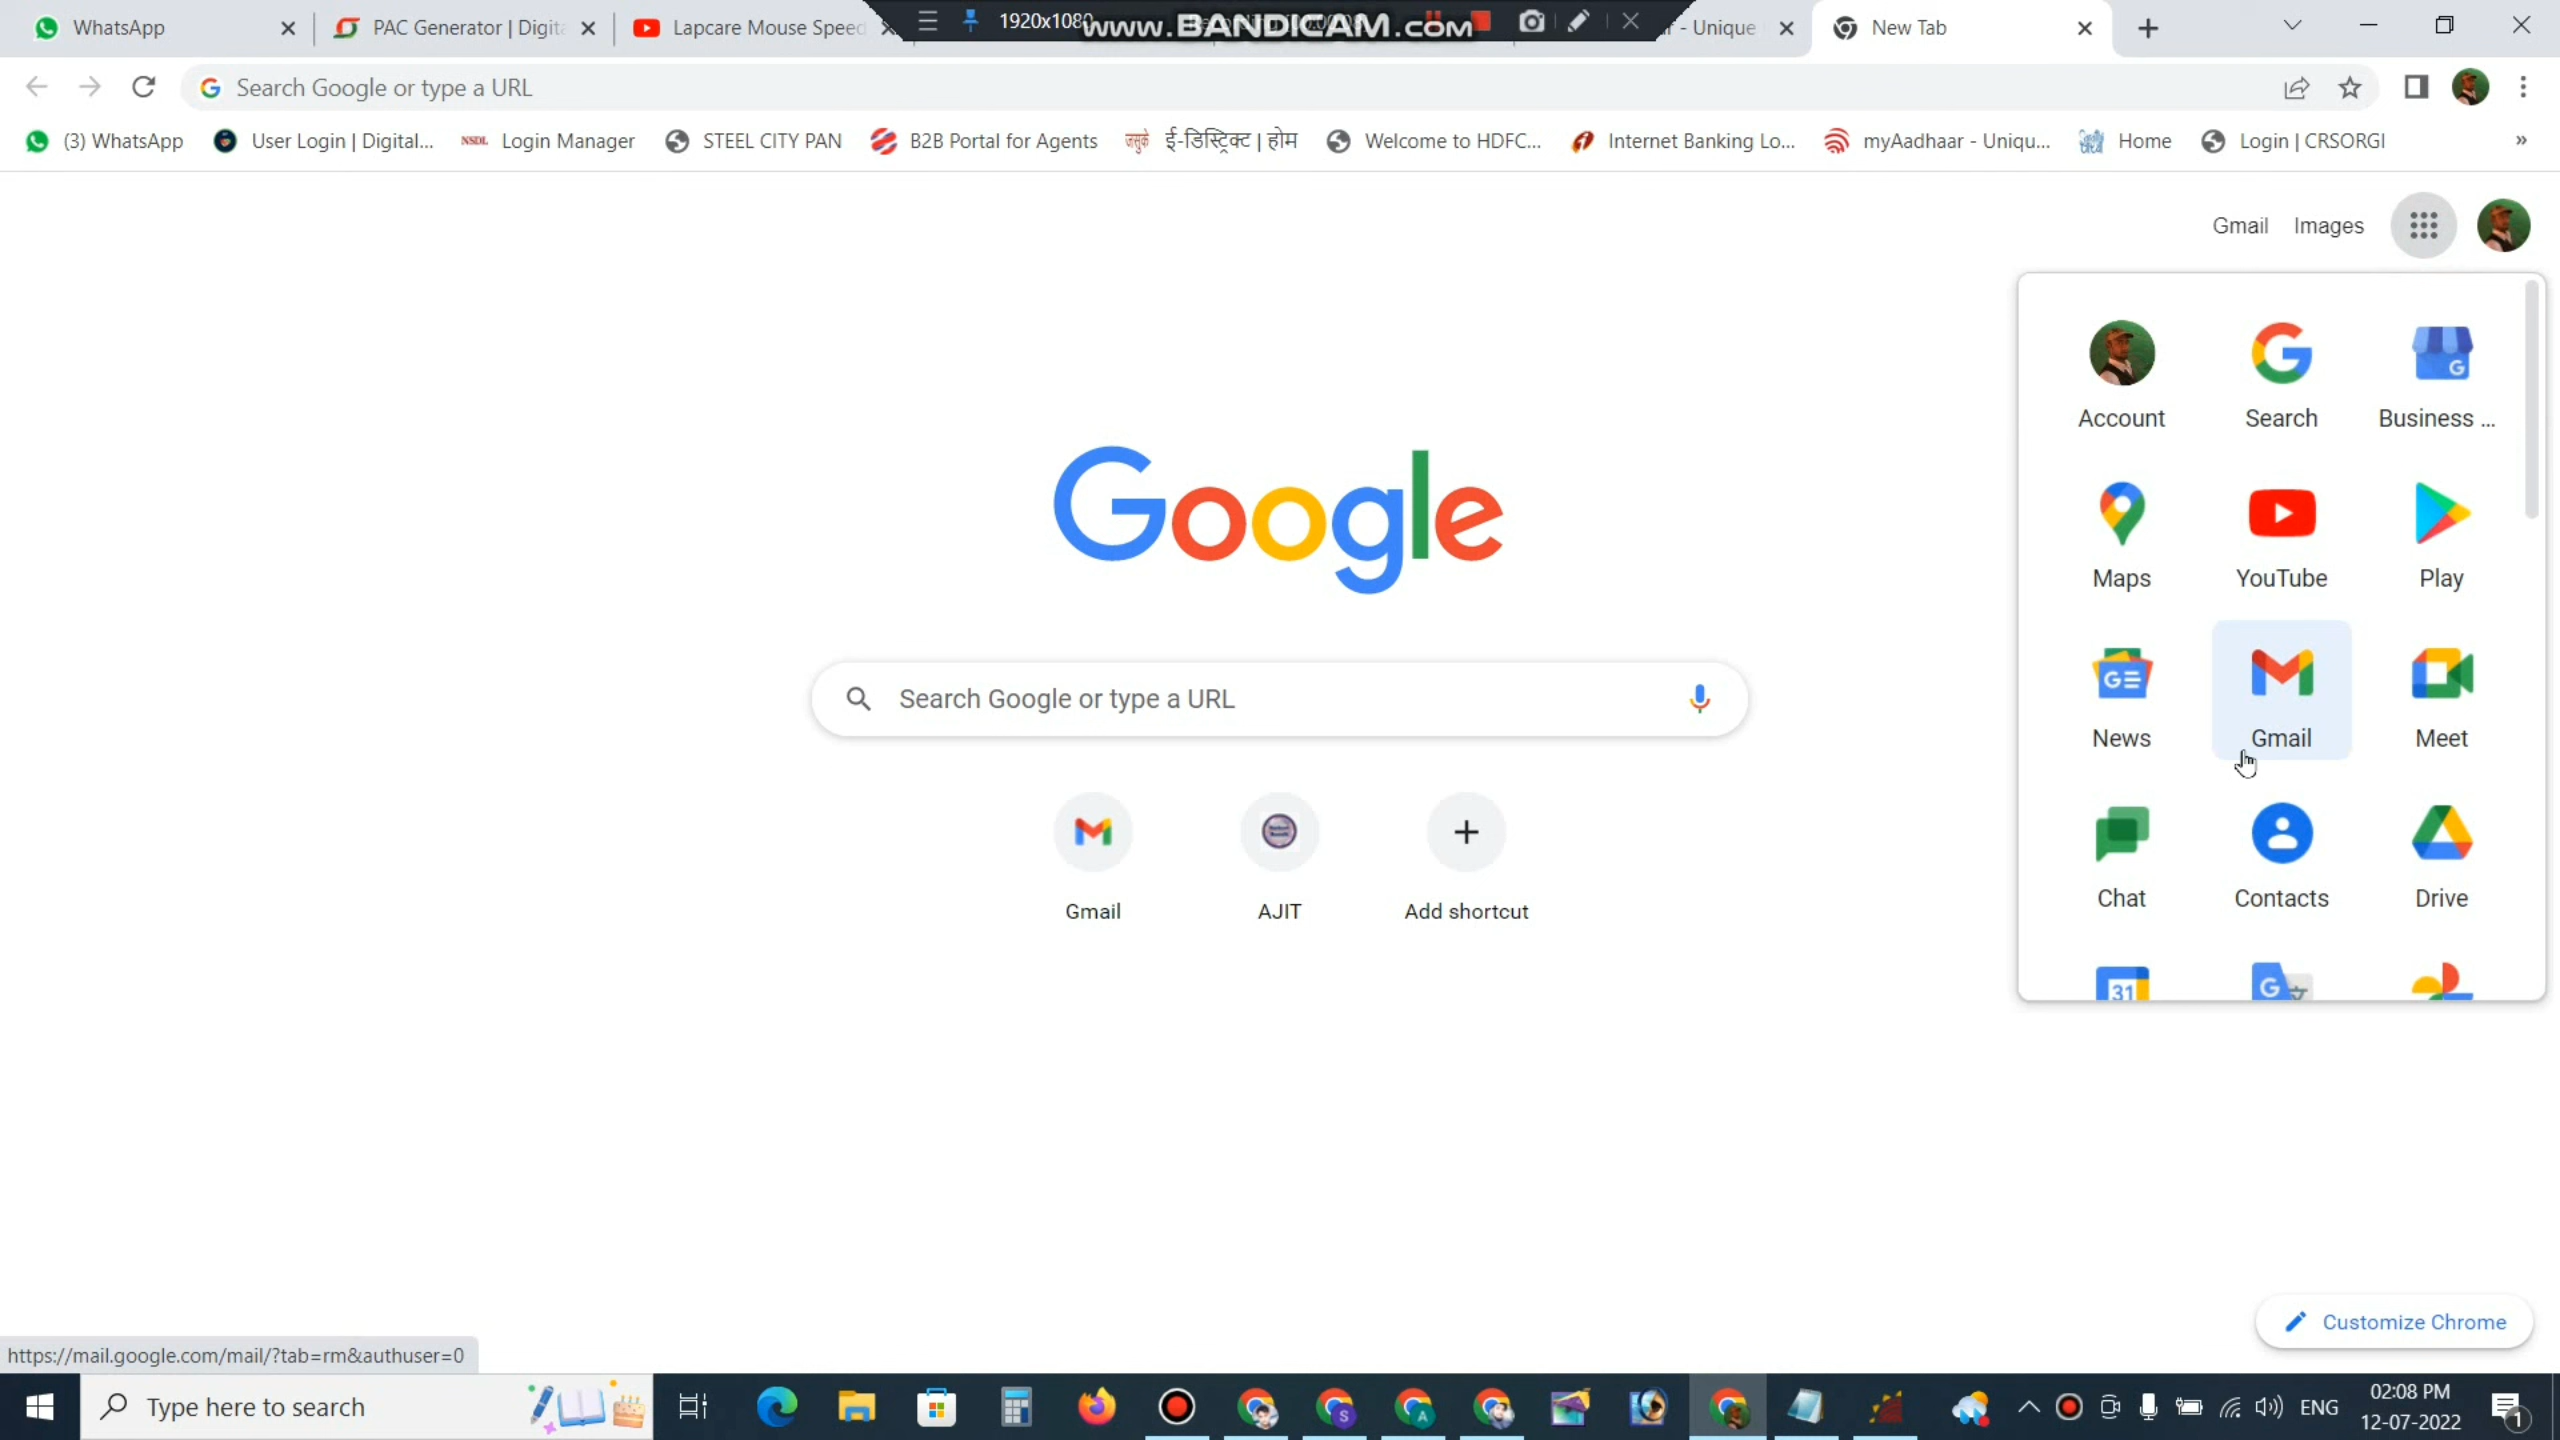 WhatsApp
PAC Generator | Digita
Lapcare Mouse Speed
1920x1080
www.BANDICAM.com
- Unique
New Tab
Search Google or type a URL
(3) WhatsApp
User Login | Digital...
NSDL Login Manager
STEEL CITY PAN
B2B Portal for Agents
ई-डिस्ट्रिक्ट | होम
Welcome to HDFC...
Internet Banking Lo...
myAadhaar - Uniqu...
Home
Login | CRSORGI
»
Gmail Images
Account Search Business ...
Google
Maps YouTube Play
Search Google or type a URL
News Gmail Meet
Gmail AJIT Add shortcut
Chat Contacts Drive
31
Customize Chrome
https://mail.google.com/mail/?tab=rm&authuser=0
Type here to search
ENG
02:08 PM
12-07-2022
1